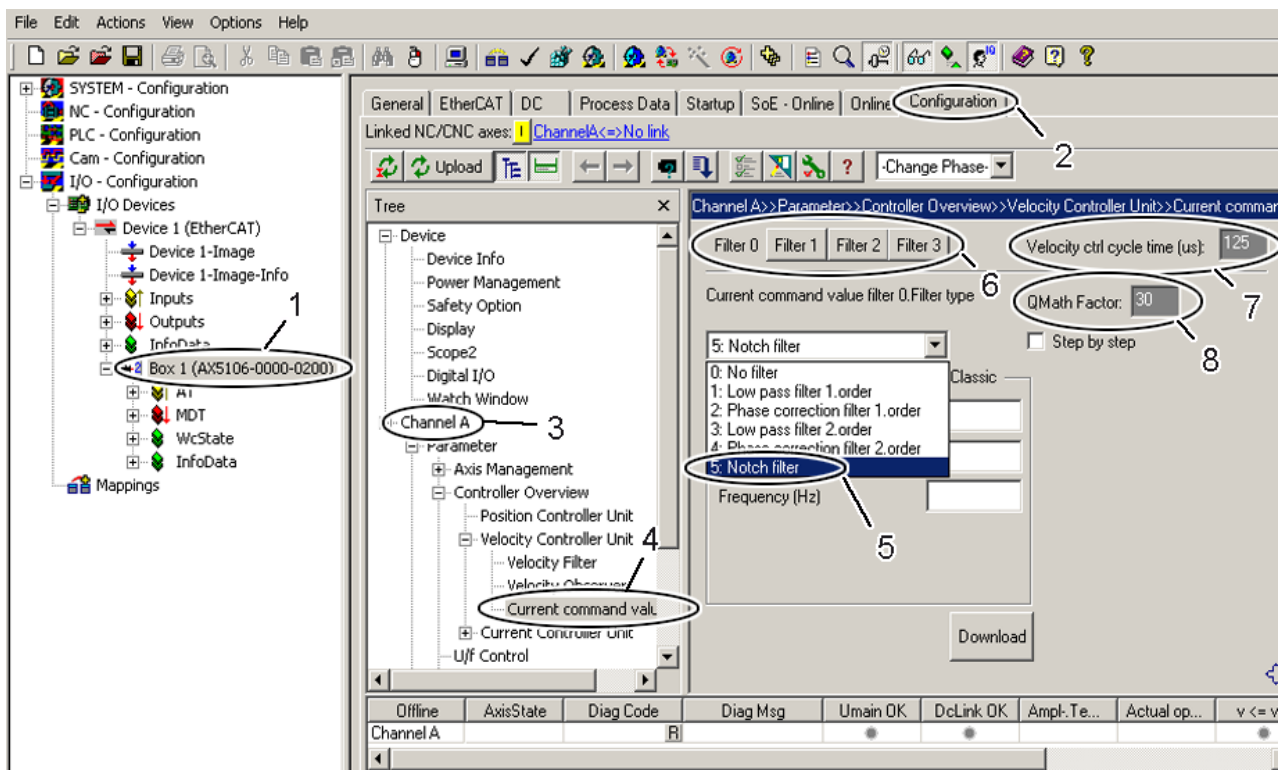 File Edit Actions View Options Help
SYSTEM - Configuration
NC - Configuration
PLC - Configuration
Cam - Configuration
I/O - Configuration
I/O Devices
Device 1 (EtherCAT)
Device 1-Image
Device 1-Image-Info
Inputs
Outputs
InfoData
1
Box 1 (AX5106-0000-0200)
AT
MDT
WcState
InfoData
Mappings
General EtherCAT DC Process Data Startup SoE - Online Online Configuration
2
Linked NC/CNC axes: ! ChannelA<=>No link
Upload ? -Change Phase-
Tree
Device
Device Info
Power Management
Safety Option
Display
Scope2
Digital I/O
Watch Window
Channel A
3
Parameter
Axis Management
Controller Overview
Position Controller Unit
Velocity Controller Unit
4
Velocity Filter
Velocity Observer
Current command valu
Current Controller Unit
U/f Control
Channel A>>Parameter>>Controller Overview>>Velocity Controller Unit>>Current comman
Filter 0 Filter 1 Filter 2 Filter 3
6
Velocity ctrl cycle time (us): 125
7
Current command value filter 0.Filter type
QMath Factor: 30
8
Step by step
5: Notch filter
0: No filter
1: Low pass filter 1.order
2: Phase correction filter 1.order
3: Low pass filter 2.order
4: Phase correction filter 2.order
5: Notch filter
5
Classic
Frequency (Hz)
Download
Offline AxisState Diag Code Diag Msg Umain OK DcLink OK Ampl-.Te... Actual op... v <= v
Channel A R